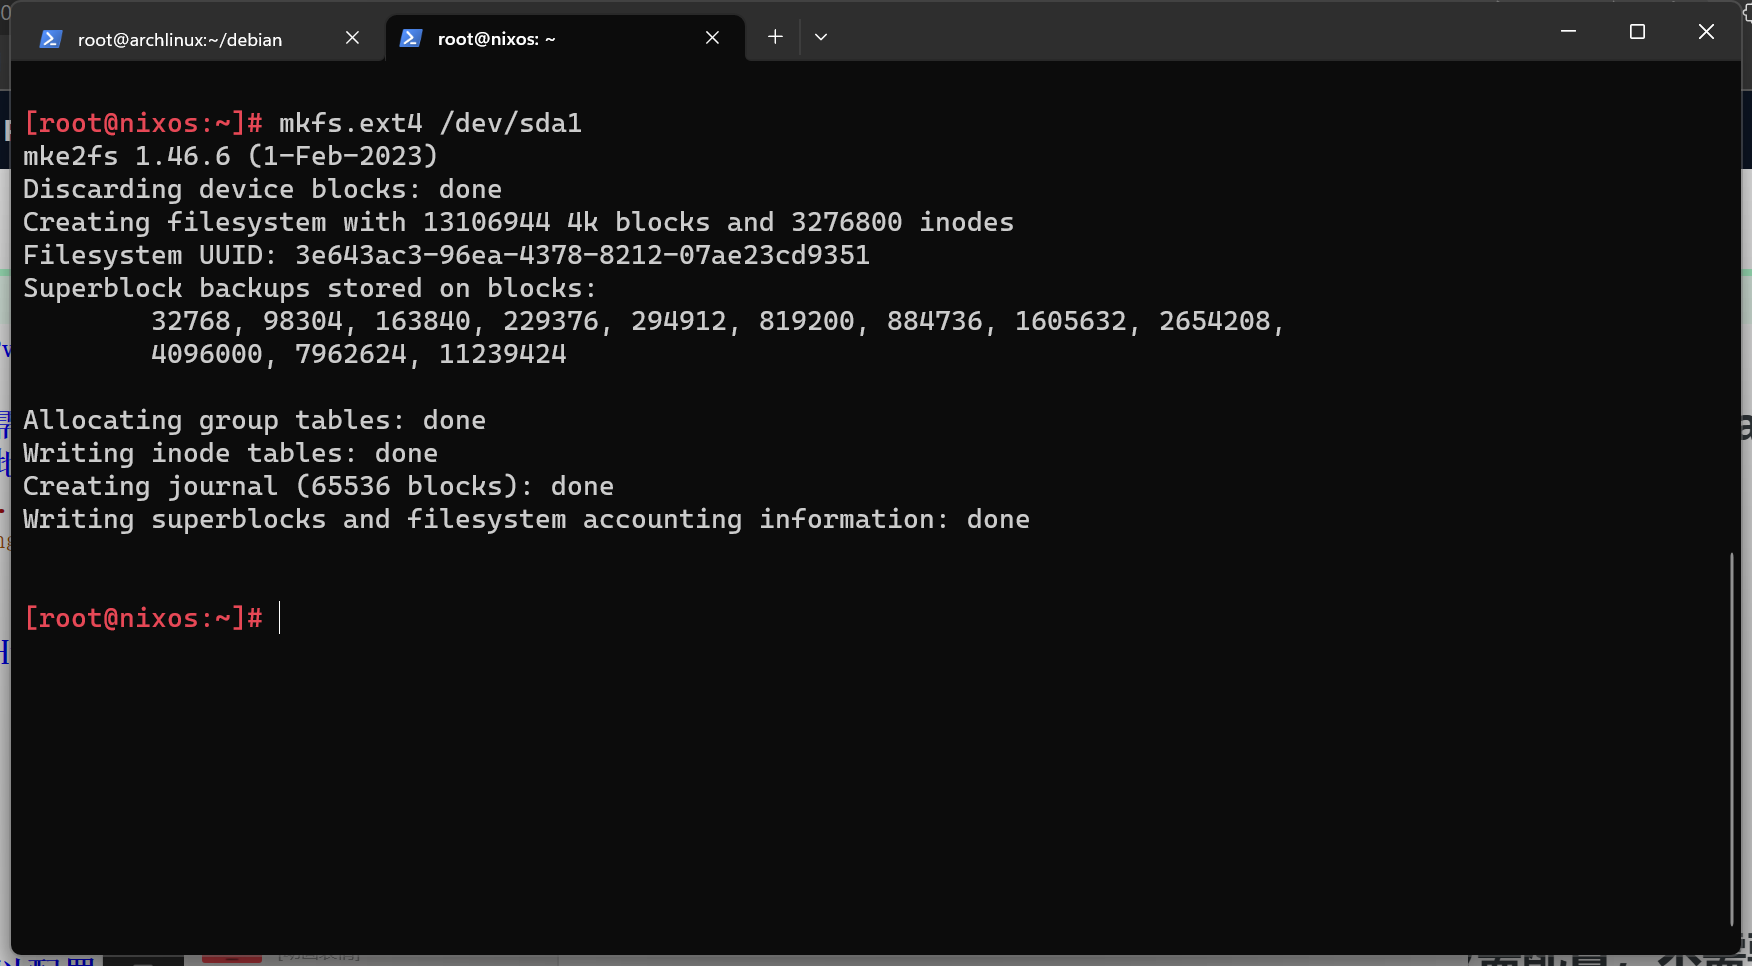 root@archlinux:~/debian
root@nixos: ~
[root@nixos:~]# mkfs.ext4 /dev/sda1
mke2fs 1.46.6 (1-Feb-2023)
Discarding device blocks: done
Creating filesystem with 13106944 4k blocks and 3276800 inodes
Filesystem UUID: 3e643ac3-96ea-4378-8212-07ae23cd9351
Superblock backups stored on blocks:
32768, 98304, 163840, 229376, 294912, 819200, 884736, 1605632, 2654208,
4096000, 7962624, 11239424
Allocating group tables: done
Writing inode tables: done
Creating journal (65536 blocks): done
Writing superblocks and filesystem accounting information: done
[root@nixos:~]#